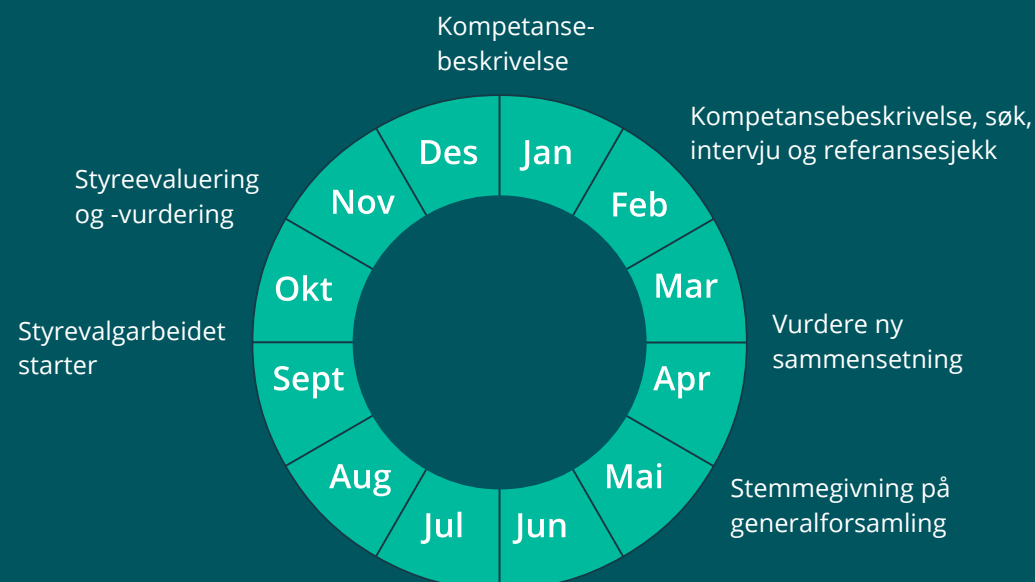 Kompetanse-
beskrivelse
Kompetansebeskrivelse, søk,
intervju og referansesjekk
Styreevaluering
og -vurdering
Styrevalgarbeidet
starter
Vurdere ny
sammensetning
Stemmegivning på
generalforsamling
Jan
Feb
Mar
Apr
Mai
Jun
Jul
Aug
Sept
Okt
Nov
Des